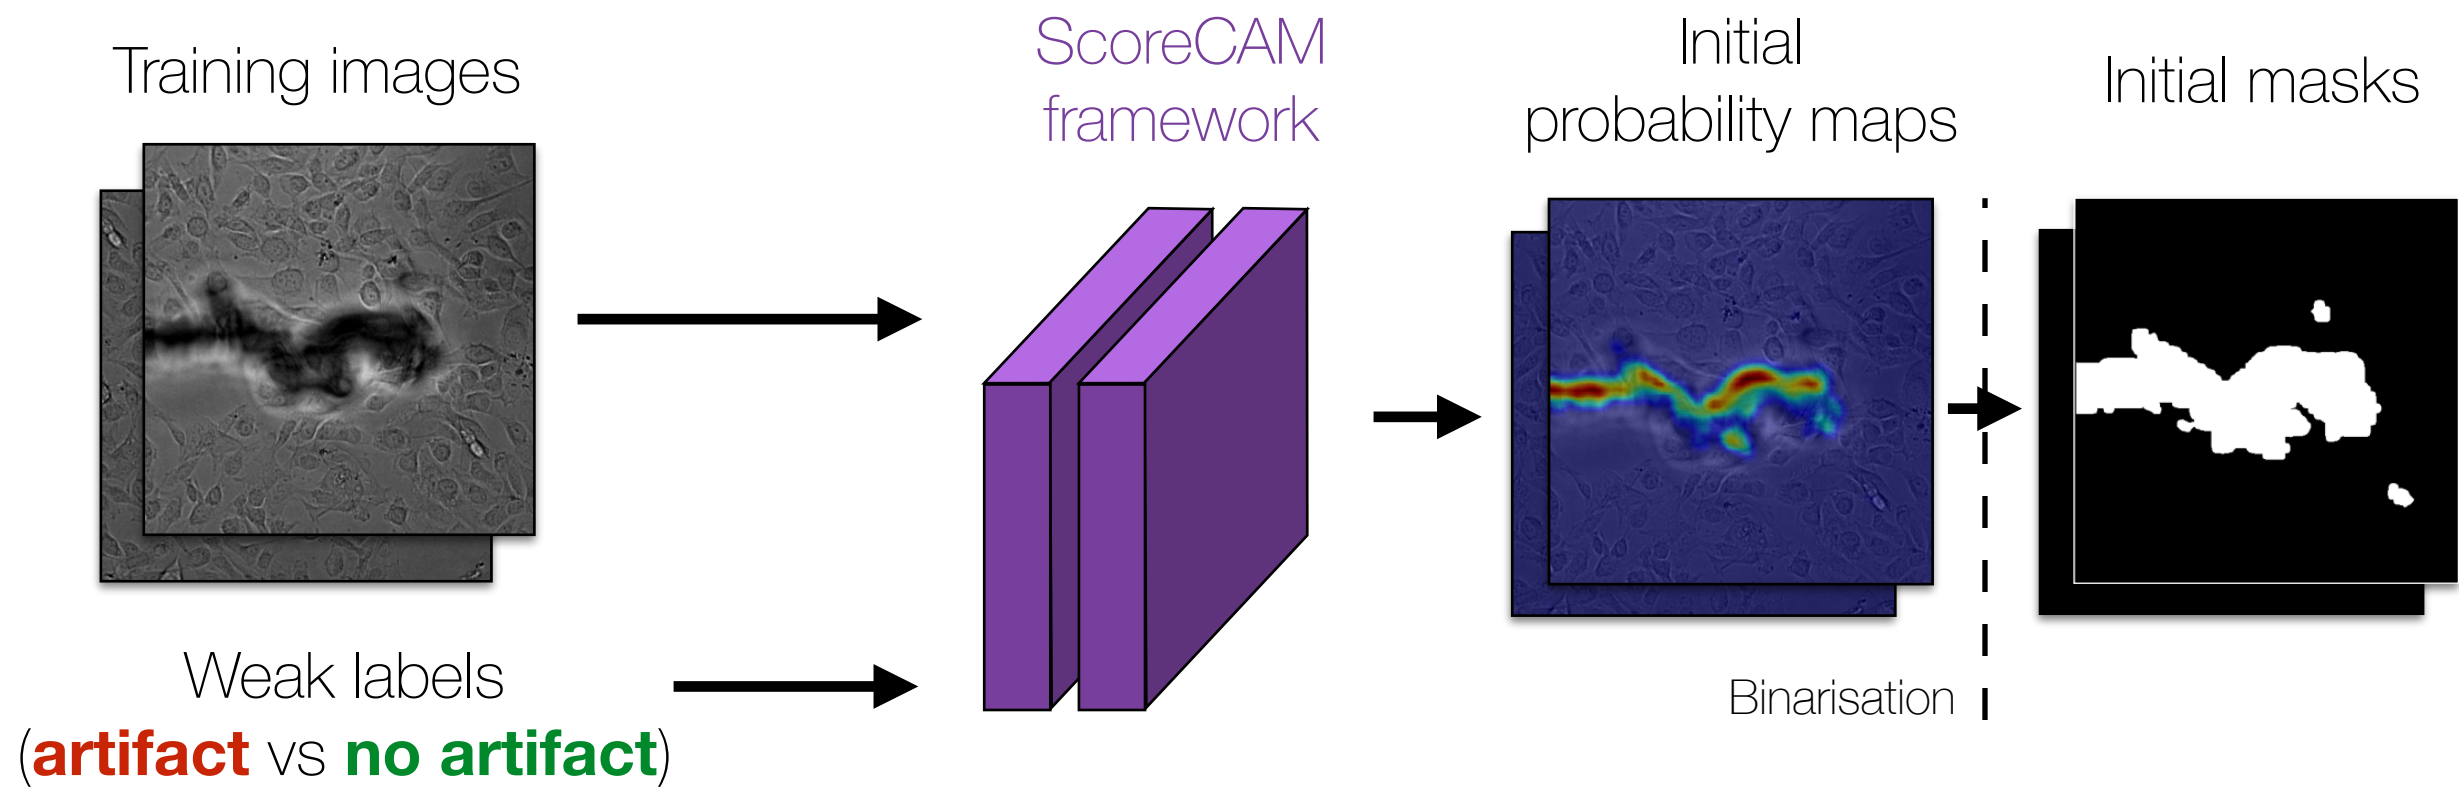 Training images
ScoreCAM
framework
Initial
probability maps
Initial masks
Weak labels
(artifact vs no artifact)
Binarisation